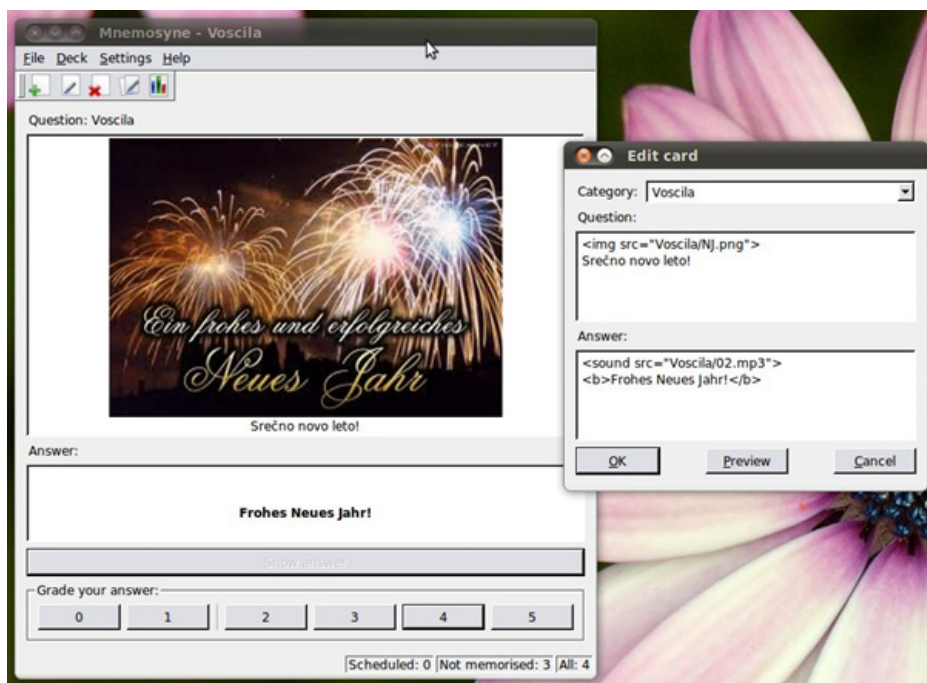 Mnemosyne - Voscila
File Deck Settings Help
Question: Voscila
Ein frohes und erfolgreiches
Neues Jahr
Srečno novo leto!
Answer:
Frohes Neues Jahr!
Show answer
Grade your answer:
0 1 2 3 4 5
Scheduled: 0 Not memorised: 3 All: 4
Edit card
Category: Voscila
Question:
<img src="Voscila/NJ.png">
Srečno novo leto!
Answer:
<sound src="Voscila/02.mp3">
<b>Frohes Neues Jahr!</b>
OK Preview Cancel